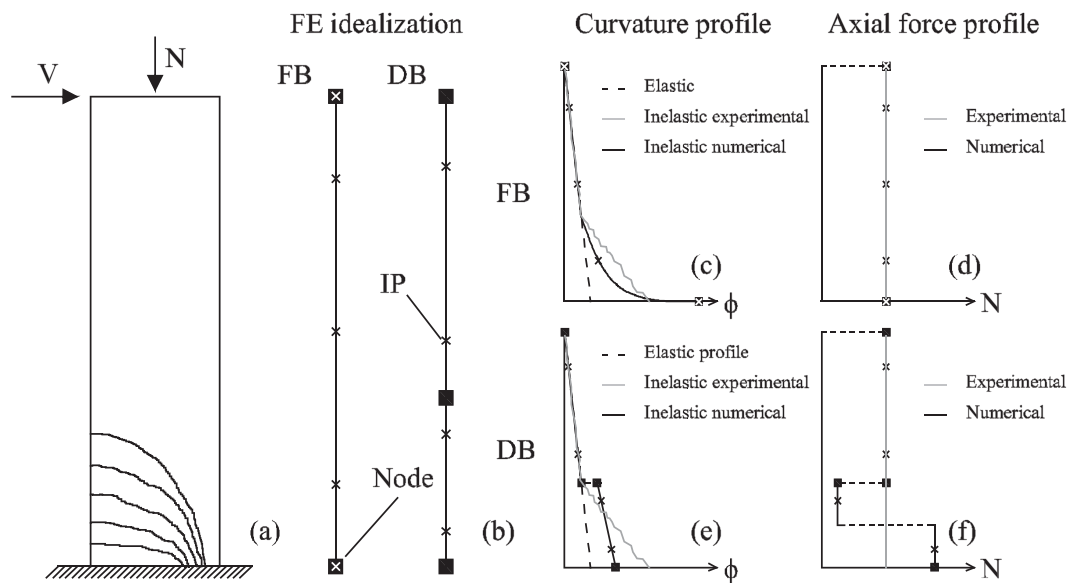 FE idealization
Curvature profile
Axial force profile
V
N
FB
DB
IP
Node
(a)
(b)
FB
Elastic
Inelastic experimental
Inelastic numerical
(c)
ϕ
Experimental
Numerical
(d)
N
DB
Elastic profile
Inelastic experimental
Inelastic numerical
(e)
ϕ
Experimental
Numerical
(f)
N